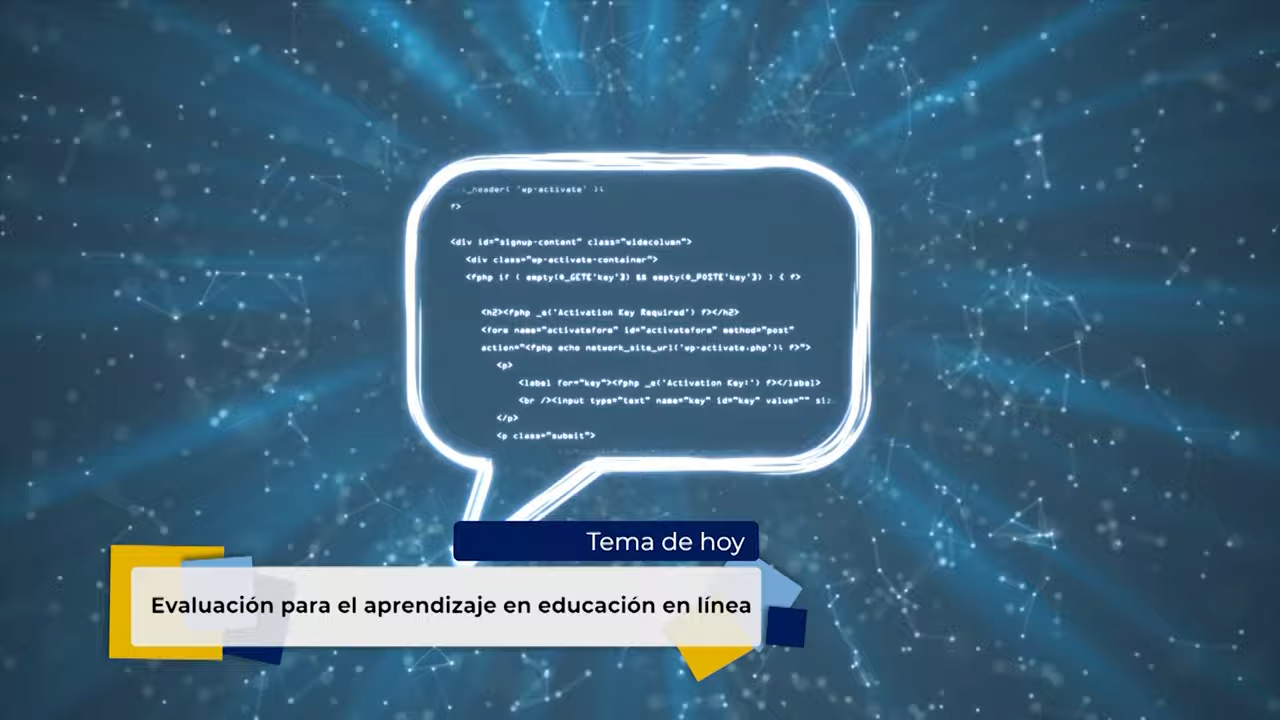 _header( 'wp-activate' );
?>
<div id="signup-content" class="widecolumn">
<div class="wp-activate-container">
<?php if ( empty($_GET['key']) && empty($_POST['key']) ) { ?>
<h2><?php _e('Activation Key Required') ?></h2>
<form name="activateform" id="activateform" method="post"
action="<?php echo network_site_url('wp-activate.php'); ?>">
<p>
<label for="key"><?php _e('Activation Key:') ?></label>
<br /><input type="text" name="key" id="key" value="" si
</p>
<p class="submit">
Tema de hoy
Evaluación para el aprendizaje en educación en línea